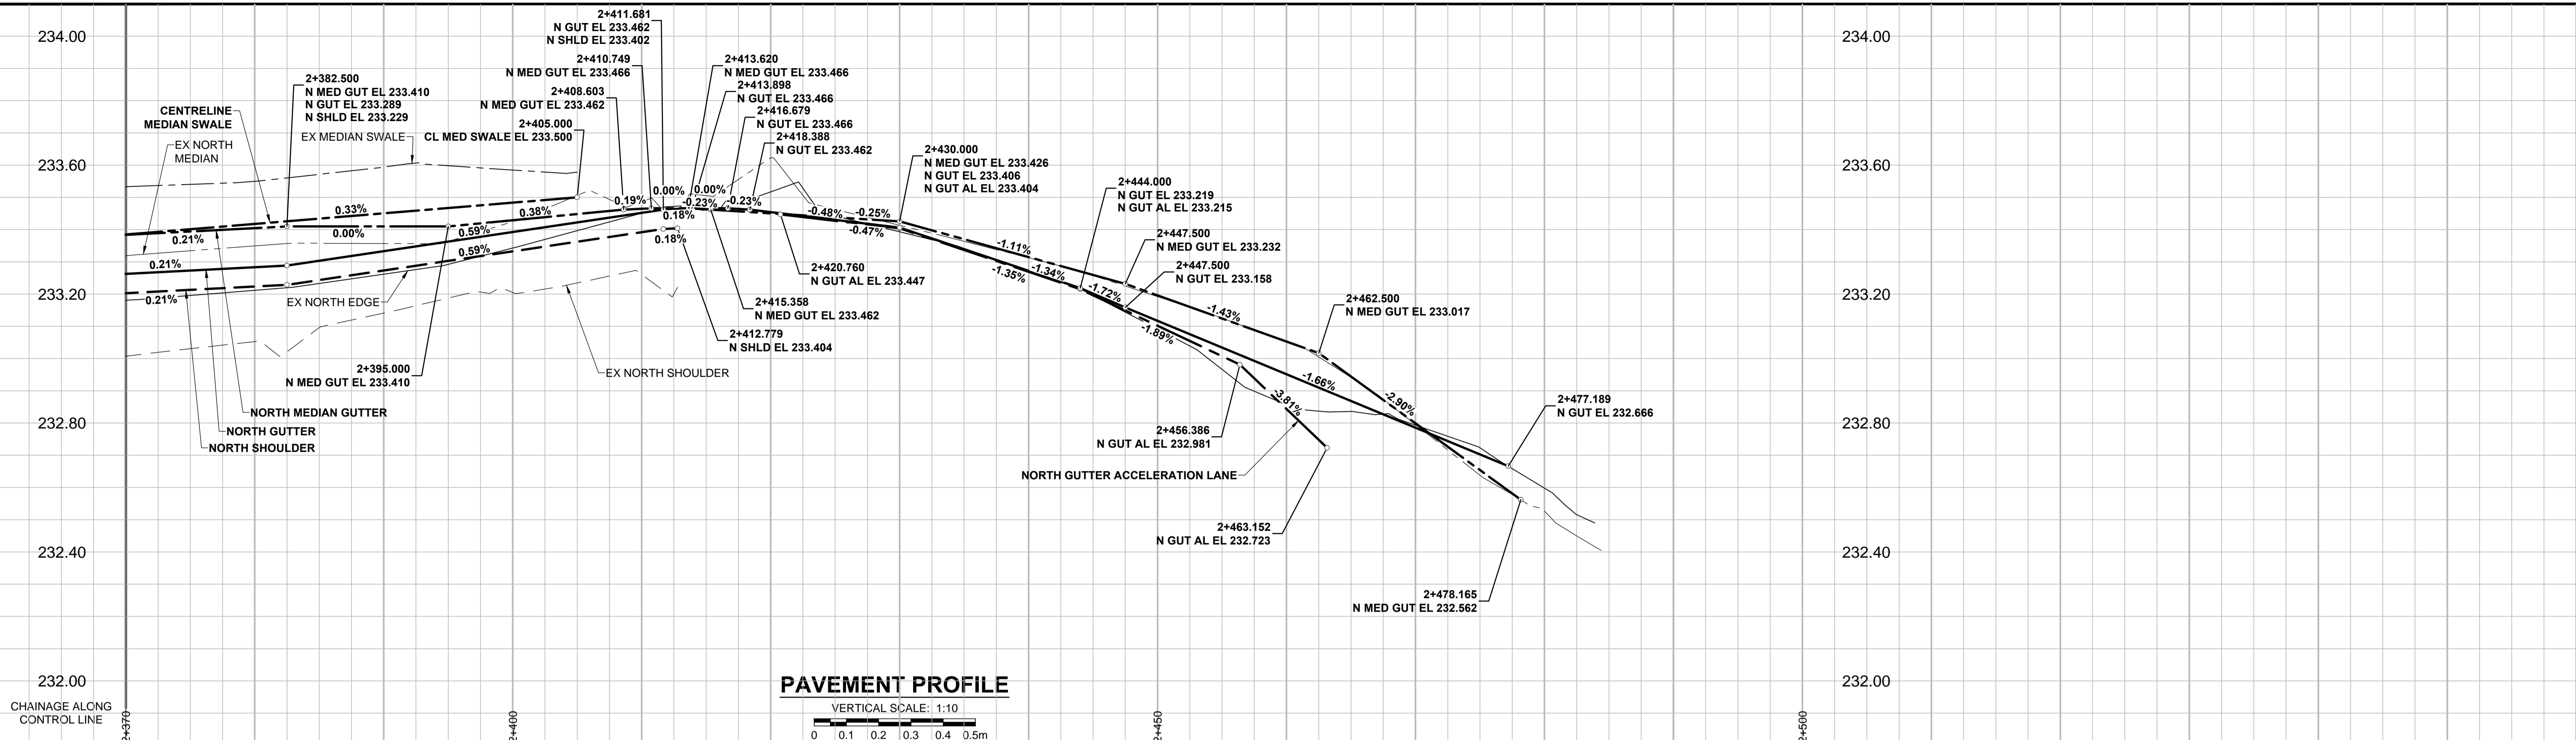 234.00
233.60
233.20
232.80
232.40
232.00
CHAINAGE ALONG
CONTROL LINE
2+370
2+400
2+450
2+500
234.00
233.60
233.20
232.80
232.40
232.00
2+411.681
N GUT EL 233.462
N SHLD EL 233.402
2+410.749
N MED GUT EL 233.466
2+408.603
N MED GUT EL 233.462
2+405.000
CL MED SWALE EL 233.500
2+382.500
N MED GUT EL 233.410
N GUT EL 233.289
N SHLD EL 233.229
CENTRELINE
MEDIAN SWALE
EX MEDIAN SWALE
EX NORTH
MEDIAN
2+413.620
N MED GUT EL 233.466
2+413.898
N GUT EL 233.466
2+416.679
N GUT EL 233.466
2+418.388
N GUT EL 233.462
2+430.000
N MED GUT EL 233.426
N GUT EL 233.406
N GUT AL EL 233.404
2+444.000
N GUT EL 233.219
N GUT AL EL 233.215
2+447.500
N MED GUT EL 233.232
2+447.500
N GUT EL 233.158
2+462.500
N MED GUT EL 233.017
2+477.189
N GUT EL 232.666
0.33%
0.38%
0.19%
0.00%
0.00%
-0.23%
-0.23%
0.18%
0.18%
-0.48%
-0.25%
-0.47%
0.21%
0.00%
0.59%
0.59%
0.21%
0.21%
-1.11%
-1.34%
-1.35%
-1.72%
-1.89%
-1.43%
-1.66%
-3.81%
-2.90%
EX NORTH EDGE
2+420.760
N GUT AL EL 233.447
2+415.358
N MED GUT EL 233.462
2+412.779
N SHLD EL 233.404
EX NORTH SHOULDER
2+395.000
N MED GUT EL 233.410
NORTH MEDIAN GUTTER
NORTH GUTTER
NORTH SHOULDER
2+456.386
N GUT AL EL 232.981
NORTH GUTTER ACCELERATION LANE
2+463.152
N GUT AL EL 232.723
2+478.165
N MED GUT EL 232.562
PAVEMENT PROFILE
VERTICAL SCALE: 1:10
0 0.1 0.2 0.3 0.4 0.5m